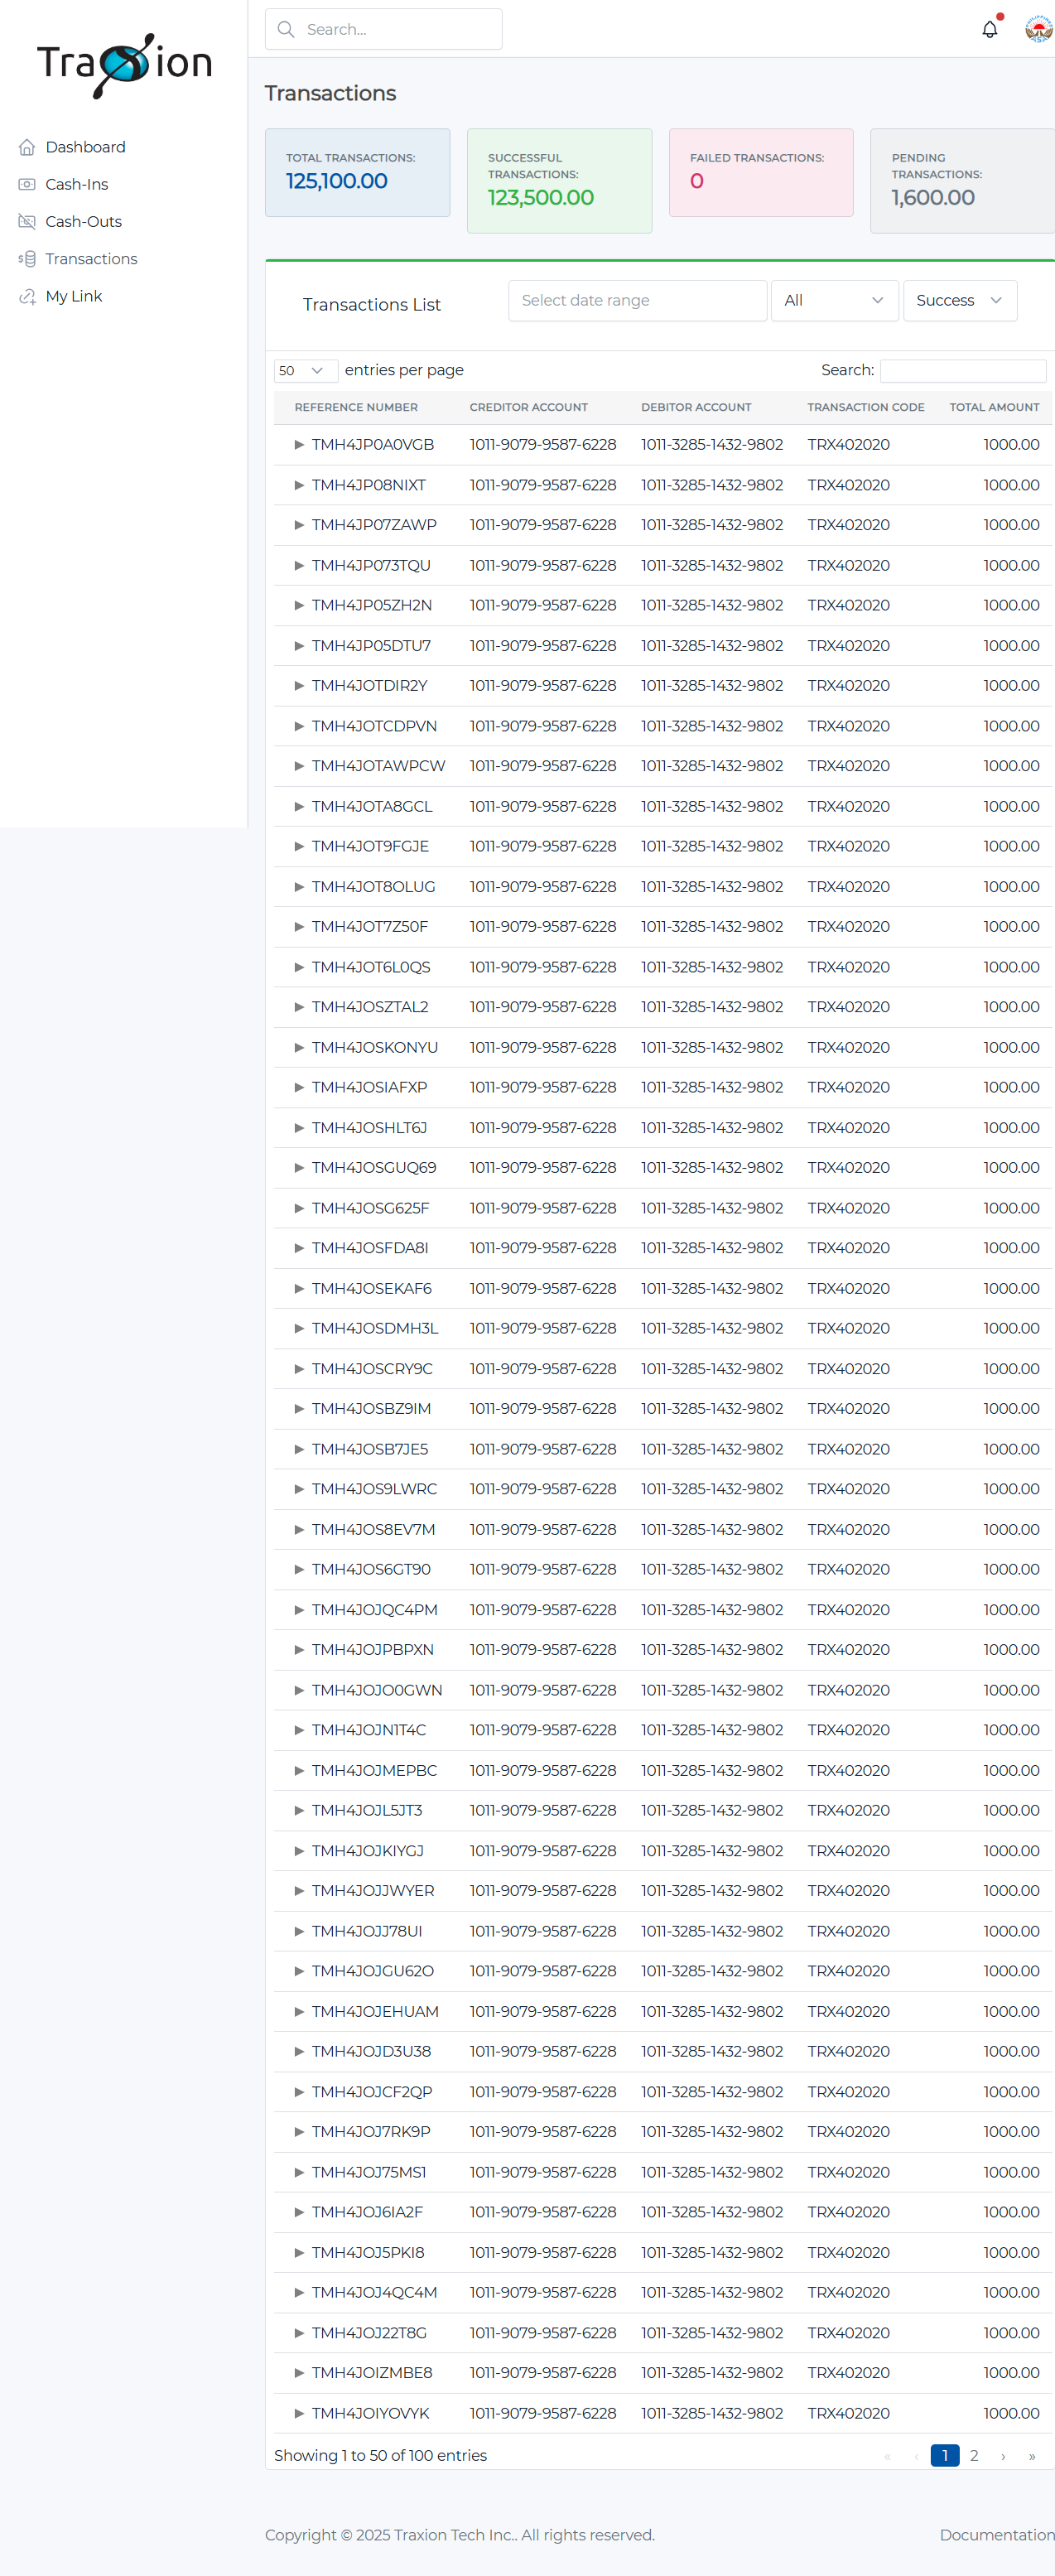 Traxion
Search...
Dashboard
Cash-Ins
Cash-Outs
Transactions
My Link
Transactions
TOTAL TRANSACTIONS:
125,100.00
SUCCESSFUL
TRANSACTIONS:
123,500.00
FAILED TRANSACTIONS:
0
PENDING
TRANSACTIONS:
1,600.00
Transactions List
Select date range
All
Success
50 entries per page
Search:
REFERENCE NUMBER CREDITOR ACCOUNT DEBITOR ACCOUNT TRANSACTION CODE TOTAL AMOUNT
TMH4JP0A0VGB 1011-9079-9587-6228 1011-3285-1432-9802 TRX402020 1000.00
TMH4JP08NIXT 1011-9079-9587-6228 1011-3285-1432-9802 TRX402020 1000.00
TMH4JP07ZAWP 1011-9079-9587-6228 1011-3285-1432-9802 TRX402020 1000.00
TMH4JP073TQU 1011-9079-9587-6228 1011-3285-1432-9802 TRX402020 1000.00
TMH4JP05ZH2N 1011-9079-9587-6228 1011-3285-1432-9802 TRX402020 1000.00
TMH4JP05DTU7 1011-9079-9587-6228 1011-3285-1432-9802 TRX402020 1000.00
TMH4JOTDIR2Y 1011-9079-9587-6228 1011-3285-1432-9802 TRX402020 1000.00
TMH4JOTCDPVN 1011-9079-9587-6228 1011-3285-1432-9802 TRX402020 1000.00
TMH4JOTAWPCW 1011-9079-9587-6228 1011-3285-1432-9802 TRX402020 1000.00
TMH4JOTA8GCL 1011-9079-9587-6228 1011-3285-1432-9802 TRX402020 1000.00
TMH4JOT9FGJE 1011-9079-9587-6228 1011-3285-1432-9802 TRX402020 1000.00
TMH4JOT8OLUG 1011-9079-9587-6228 1011-3285-1432-9802 TRX402020 1000.00
TMH4JOT7Z50F 1011-9079-9587-6228 1011-3285-1432-9802 TRX402020 1000.00
TMH4JOT6L0QS 1011-9079-9587-6228 1011-3285-1432-9802 TRX402020 1000.00
TMH4JOSZTAL2 1011-9079-9587-6228 1011-3285-1432-9802 TRX402020 1000.00
TMH4JOSKONYU 1011-9079-9587-6228 1011-3285-1432-9802 TRX402020 1000.00
TMH4JOSIAFXP 1011-9079-9587-6228 1011-3285-1432-9802 TRX402020 1000.00
TMH4JOSHLT6J 1011-9079-9587-6228 1011-3285-1432-9802 TRX402020 1000.00
TMH4JOSGUQ69 1011-9079-9587-6228 1011-3285-1432-9802 TRX402020 1000.00
TMH4JOSG625F 1011-9079-9587-6228 1011-3285-1432-9802 TRX402020 1000.00
TMH4JOSFDA8I 1011-9079-9587-6228 1011-3285-1432-9802 TRX402020 1000.00
TMH4JOSEKAF6 1011-9079-9587-6228 1011-3285-1432-9802 TRX402020 1000.00
TMH4JOSDMH3L 1011-9079-9587-6228 1011-3285-1432-9802 TRX402020 1000.00
TMH4JOSCRY9C 1011-9079-9587-6228 1011-3285-1432-9802 TRX402020 1000.00
TMH4JOSBZ9IM 1011-9079-9587-6228 1011-3285-1432-9802 TRX402020 1000.00
TMH4JOSB7JE5 1011-9079-9587-6228 1011-3285-1432-9802 TRX402020 1000.00
TMH4JOS9LWRC 1011-9079-9587-6228 1011-3285-1432-9802 TRX402020 1000.00
TMH4JOS8EV7M 1011-9079-9587-6228 1011-3285-1432-9802 TRX402020 1000.00
TMH4JOS6GT90 1011-9079-9587-6228 1011-3285-1432-9802 TRX402020 1000.00
TMH4JOJQC4PM 1011-9079-9587-6228 1011-3285-1432-9802 TRX402020 1000.00
TMH4JOJPBPXN 1011-9079-9587-6228 1011-3285-1432-9802 TRX402020 1000.00
TMH4JOJO0GWN 1011-9079-9587-6228 1011-3285-1432-9802 TRX402020 1000.00
TMH4JOJN1T4C 1011-9079-9587-6228 1011-3285-1432-9802 TRX402020 1000.00
TMH4JOJMEPBC 1011-9079-9587-6228 1011-3285-1432-9802 TRX402020 1000.00
TMH4JOJL5JT3 1011-9079-9587-6228 1011-3285-1432-9802 TRX402020 1000.00
TMH4JOJKIYGJ 1011-9079-9587-6228 1011-3285-1432-9802 TRX402020 1000.00
TMH4JOJJWYER 1011-9079-9587-6228 1011-3285-1432-9802 TRX402020 1000.00
TMH4JOJJ78UI 1011-9079-9587-6228 1011-3285-1432-9802 TRX402020 1000.00
TMH4JOJGU62O 1011-9079-9587-6228 1011-3285-1432-9802 TRX402020 1000.00
TMH4JOJEHUAM 1011-9079-9587-6228 1011-3285-1432-9802 TRX402020 1000.00
TMH4JOJD3U38 1011-9079-9587-6228 1011-3285-1432-9802 TRX402020 1000.00
TMH4JOJCF2QP 1011-9079-9587-6228 1011-3285-1432-9802 TRX402020 1000.00
TMH4JOJ7RK9P 1011-9079-9587-6228 1011-3285-1432-9802 TRX402020 1000.00
TMH4JOJ75MS1 1011-9079-9587-6228 1011-3285-1432-9802 TRX402020 1000.00
TMH4JOJ6IA2F 1011-9079-9587-6228 1011-3285-1432-9802 TRX402020 1000.00
TMH4JOJ5PKI8 1011-9079-9587-6228 1011-3285-1432-9802 TRX402020 1000.00
TMH4JOJ4QC4M 1011-9079-9587-6228 1011-3285-1432-9802 TRX402020 1000.00
TMH4JOJ22T8G 1011-9079-9587-6228 1011-3285-1432-9802 TRX402020 1000.00
TMH4JOIZMBE8 1011-9079-9587-6228 1011-3285-1432-9802 TRX402020 1000.00
TMH4JOIYOVYK 1011-9079-9587-6228 1011-3285-1432-9802 TRX402020 1000.00
Showing 1 to 50 of 100 entries
« ‹ 1 2 › »
Copyright © 2025 Traxion Tech Inc.. All rights reserved.
Documentation